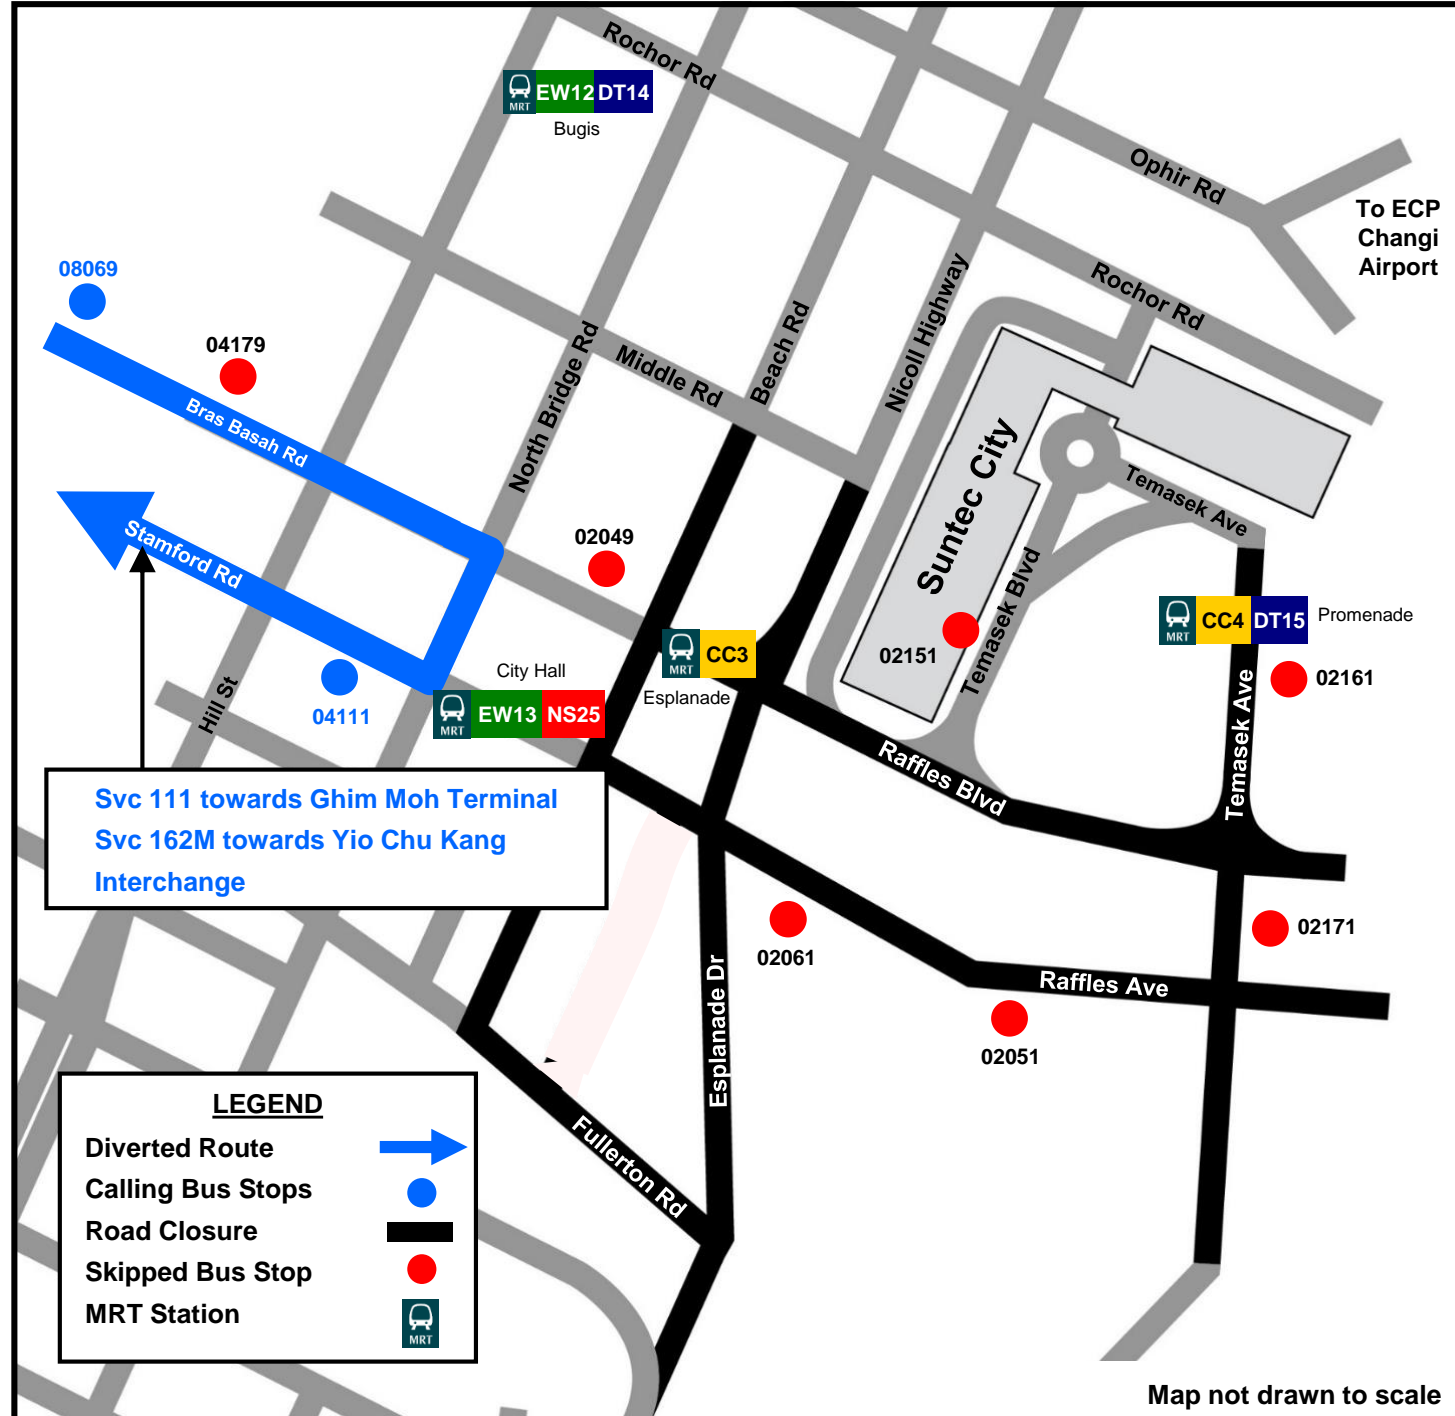 Rochor Rd
MRT EW12 DT14
Bugis
Ophir Rd
To ECP
Changi
Airport
08069
04179
Rochor Rd
Nicoll Highway
Beach Rd
North Bridge Rd
Middle Rd
Bras Basah Rd
Suntec City
Temasek Ave
Stamford Rd
02049
Temasek Blvd
MRT CC4 DT15
Promenade
MRT CC3
Esplanade
02151
02161
City Hall
MRT EW13 NS25
04111
Hill St
Temasek Ave
Raffles Blvd
Svc 111 towards Ghim Moh Terminal
Svc 162M towards Yio Chu Kang
Interchange
02061
02171
Raffles Ave
Esplanade Dr
02051
Fullerton Rd
LEGEND
Diverted Route
Calling Bus Stops
Road Closure
Skipped Bus Stop
MRT Station
MRT
Map not drawn to scale